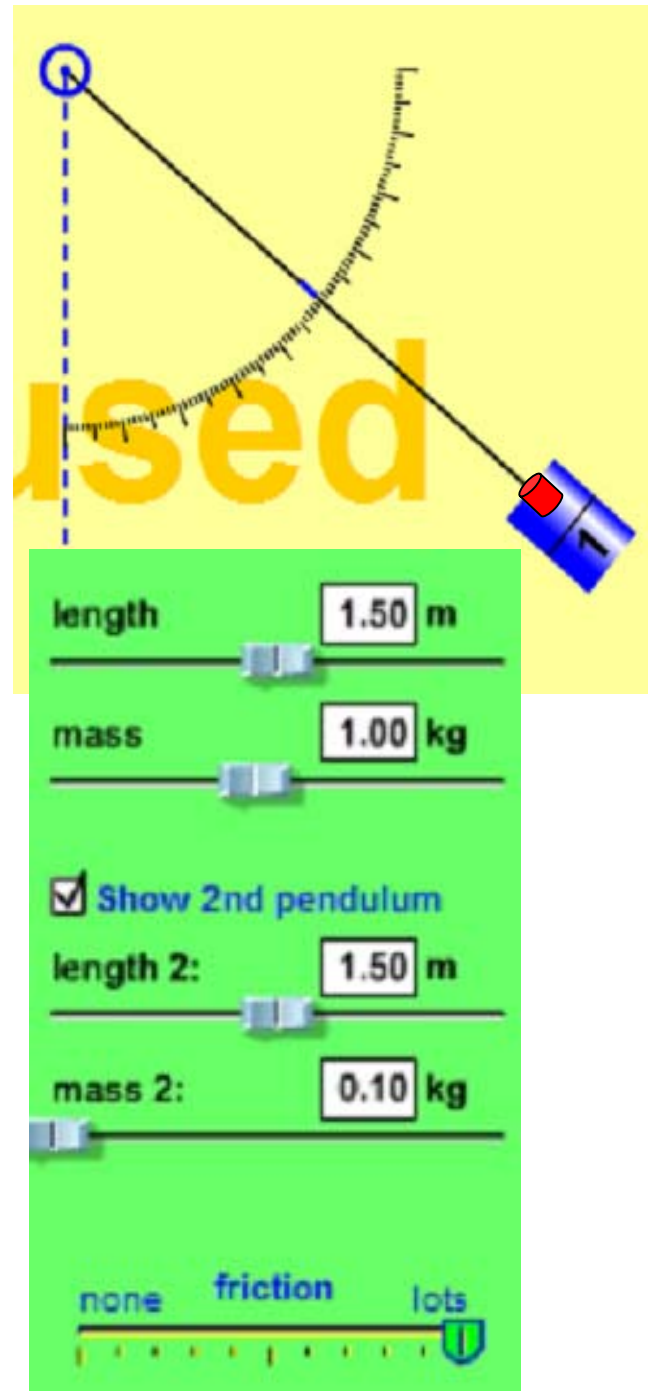 used
1
length 1.50 m
mass 1.00 kg
Show 2nd pendulum
length 2: 1.50 m
mass 2: 0.10 kg
friction
none lots